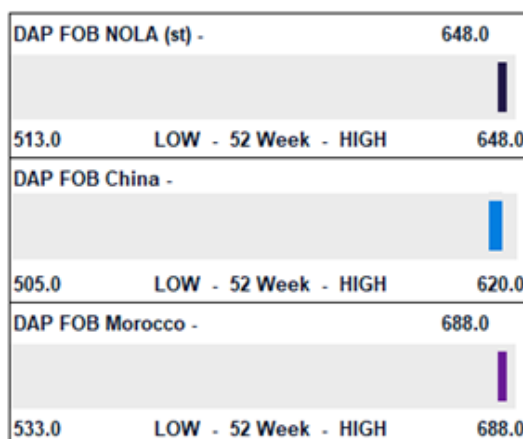 DAP FOB NOLA (st) - 648.0
513.0 LOW - 52 Week - HIGH 648.0
DAP FOB China -
505.0 LOW - 52 Week - HIGH 620.0
DAP FOB Morocco - 688.0
533.0 LOW - 52 Week - HIGH 688.0